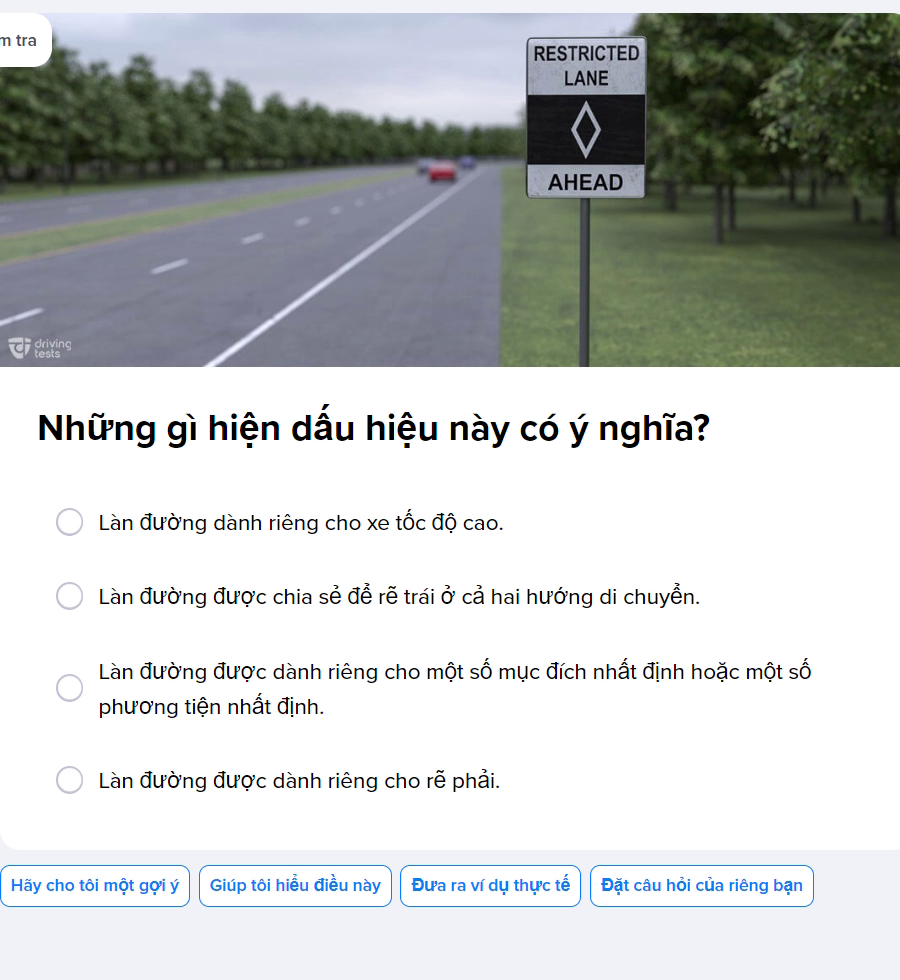 m tra
RESTRICTED
LANE
AHEAD
driving
tests
Những gì hiện dấu hiệu này có ý nghĩa?
Làn đường dành riêng cho xe tốc độ cao.
Làn đường được chia sẻ để rẽ trái ở cả hai hướng di chuyển.
Làn đường được dành riêng cho một số mục đích nhất định hoặc một số
phương tiện nhất định.
Làn đường được dành riêng cho rẽ phải.
Hãy cho tôi một gợi ý
Giúp tôi hiểu điều này
Đưa ra ví dụ thực tế
Đặt câu hỏi của riêng bạn